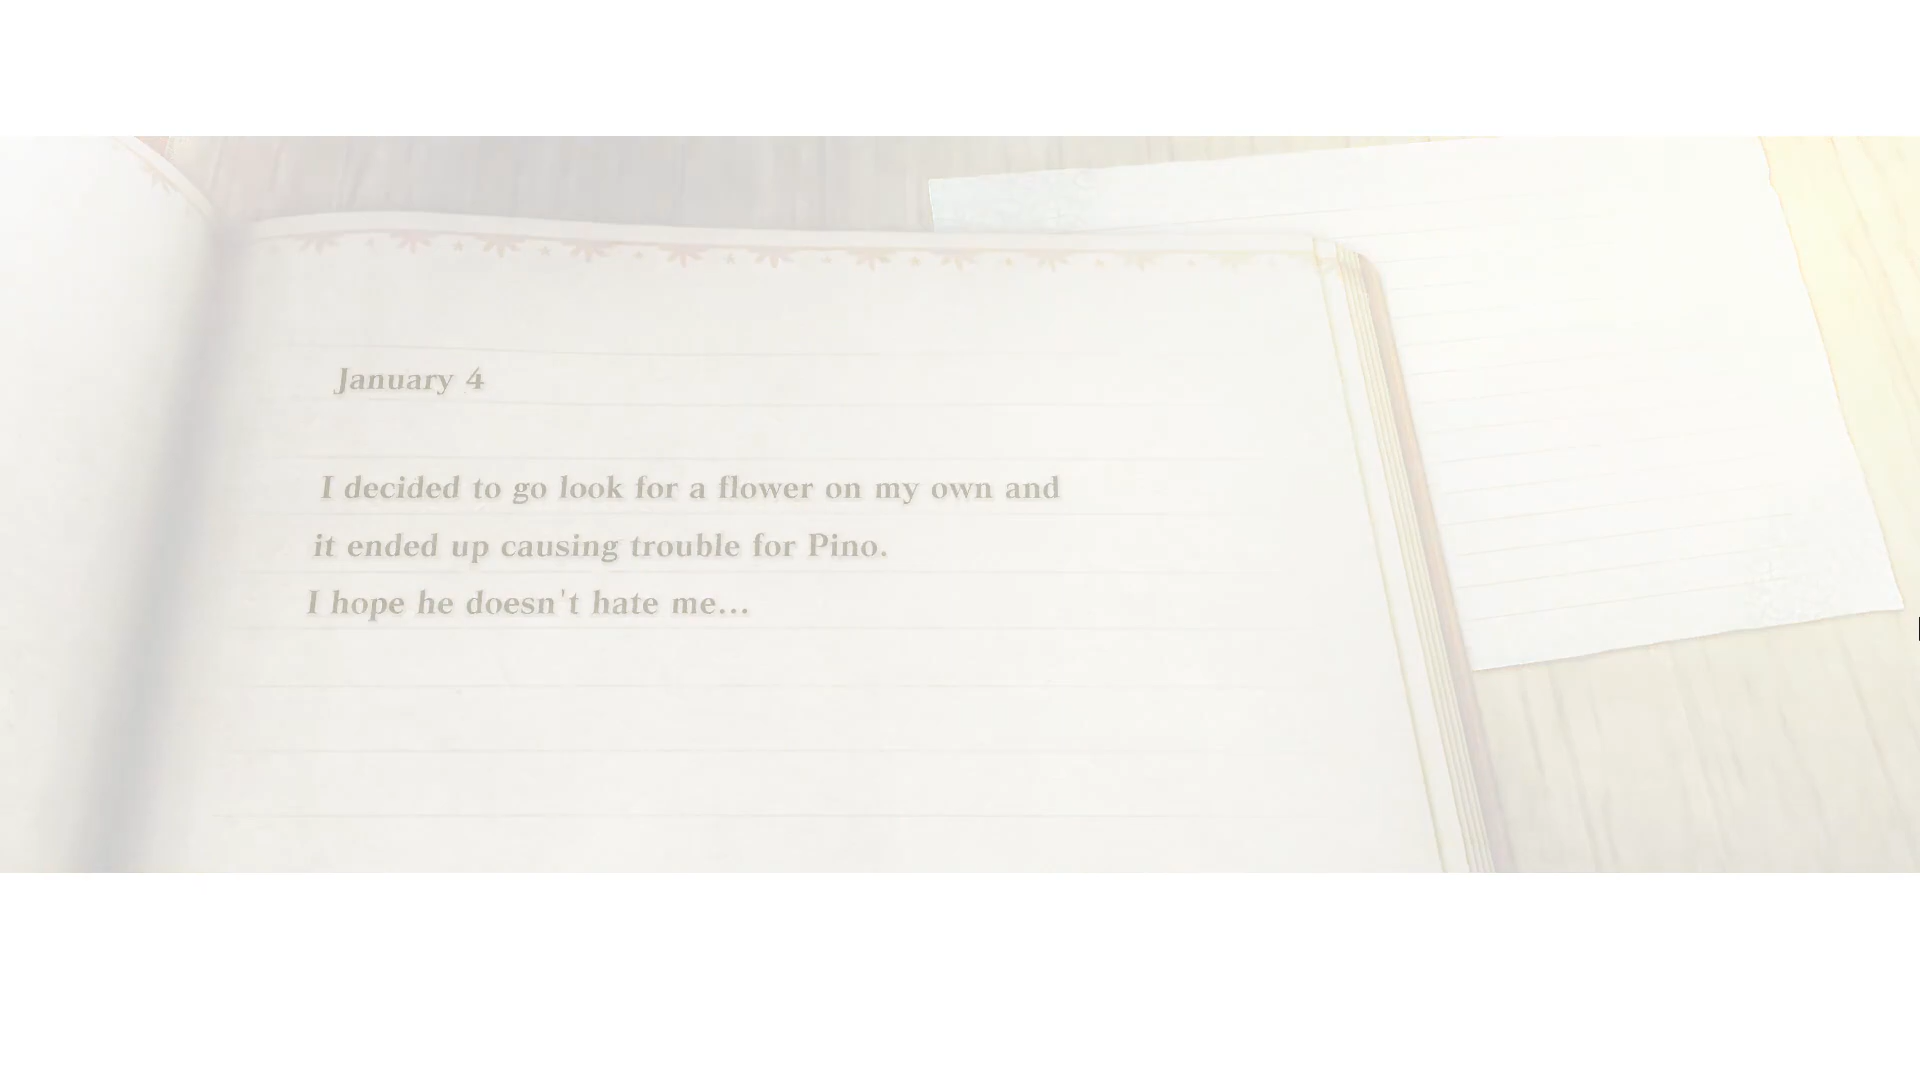 January 4
I decided to go look for a flower on my own and
it ended up causing trouble for Pino.
I hope he doesn't hate me...